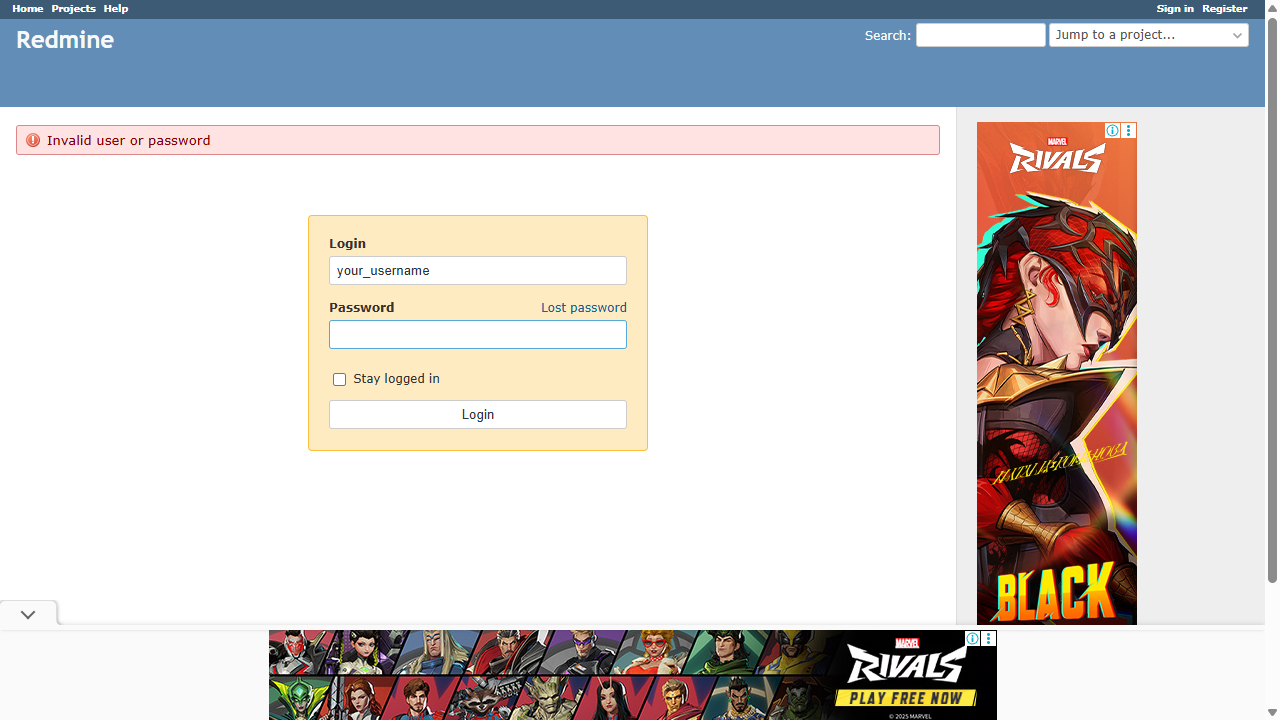 Home Projects Help Sign in Register
Redmine
Search: Jump to a project...
Invalid user or password
Login
your_username
Password Lost password
Stay logged in
Login
MARVEL
RIVALS
BLACK
MARVEL
RIVALS
PLAY FREE NOW
© 2025 MARVEL